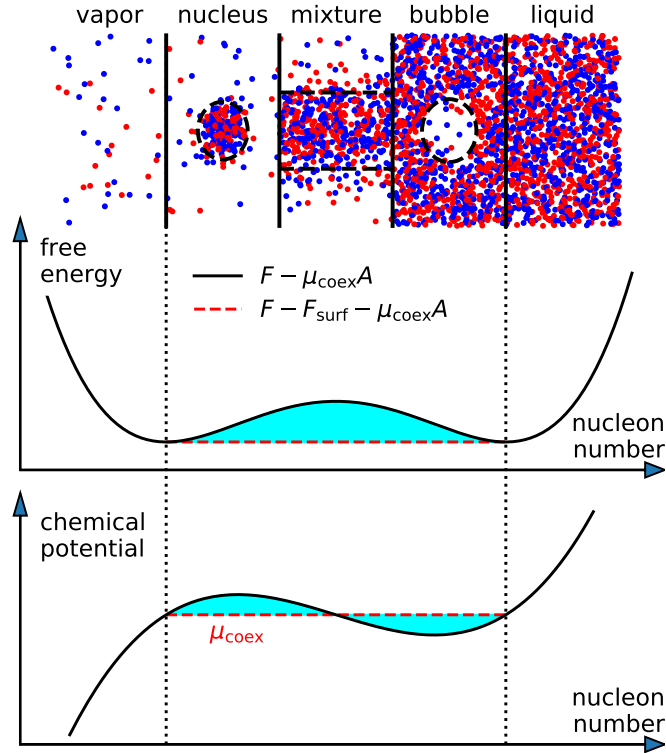 vapor nucleus mixture bubble liquid
free
energy
F − μcoexA
F − Fsurf − μcoexA
nucleon
number
chemical
potential
μcoex
nucleon
number